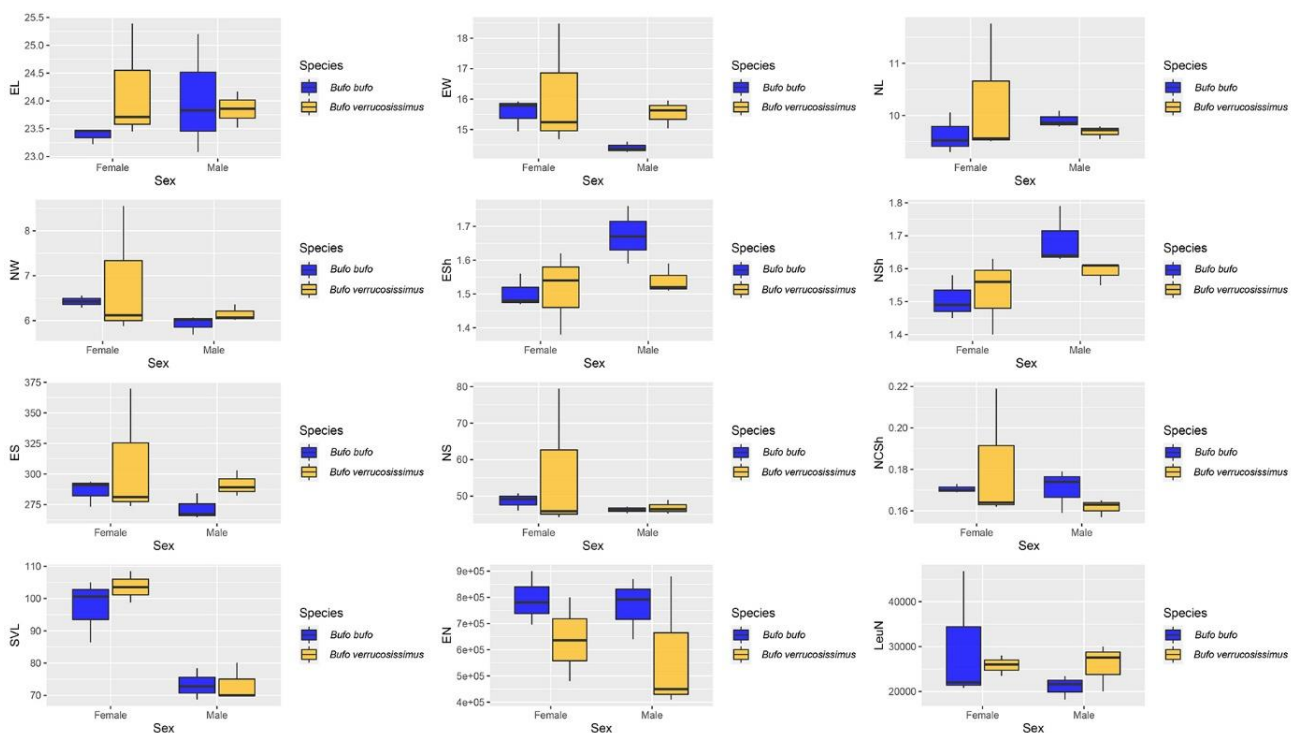 EL
25.5
25.0
24.5
24.0
23.5
23.0
Female
Male
Sex
Species
Bufo bufo
Bufo verrucosissimus
EW
18
17
16
15
Female
Male
Sex
Species
Bufo bufo
Bufo verrucosissimus
NL
11
10
Female
Male
Sex
Species
Bufo bufo
Bufo verrucosissimus
NW
8
7
6
Female
Male
Sex
Species
Bufo bufo
Bufo verrucosissimus
ESh
1.7
1.6
1.5
1.4
Female
Male
Sex
Species
Bufo bufo
Bufo verrucosissimus
NSh
1.8
1.7
1.6
1.5
1.4
Female
Male
Sex
Species
Bufo bufo
Bufo verrucosissimus
ES
375
350
325
300
275
Female
Male
Sex
Species
Bufo bufo
Bufo verrucosissimus
NS
80
70
60
50
Female
Male
Sex
Species
Bufo bufo
Bufo verrucosissimus
NCSh
0.22
0.20
0.18
0.16
Female
Male
Sex
Species
Bufo bufo
Bufo verrucosissimus
SVL
110
100
90
80
70
Female
Male
Sex
Species
Bufo bufo
Bufo verrucosissimus
EN
9e+05
8e+05
7e+05
6e+05
5e+05
4e+05
Female
Male
Sex
Species
Bufo bufo
Bufo verrucosissimus
LeuN
40000
30000
20000
Female
Male
Sex
Species
Bufo bufo
Bufo verrucosissimus